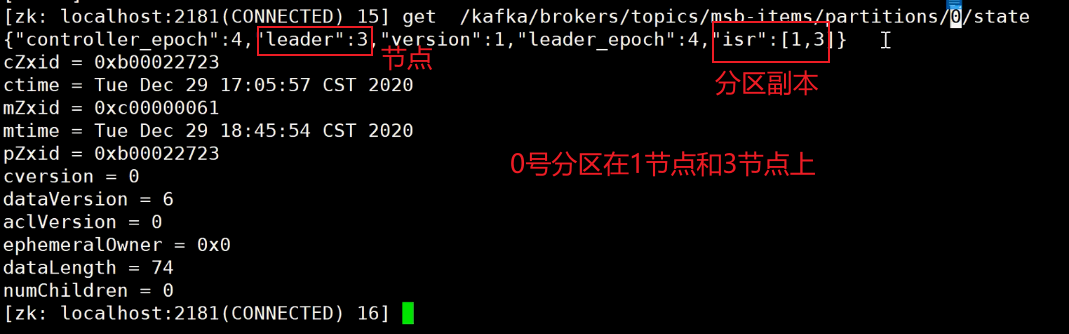 [zk: localhost:2181(CONNECTED) 15] get  /kafka/brokers/topics/msb-items/partitions/0/state
{"controller_epoch":4,"leader":3,"version":1,"leader_epoch":4,"isr":[1,3]}
节点
分区副本
cZxid = 0xb00022723
ctime = Tue Dec 29 17:05:57 CST 2020
mZxid = 0xc00000061
mtime = Tue Dec 29 18:45:54 CST 2020
pZxid = 0xb00022723
0号分区在1节点和3节点上
cversion = 0
dataVersion = 6
aclVersion = 0
ephemeralOwner = 0x0
dataLength = 74
numChildren = 0
[zk: localhost:2181(CONNECTED) 16]